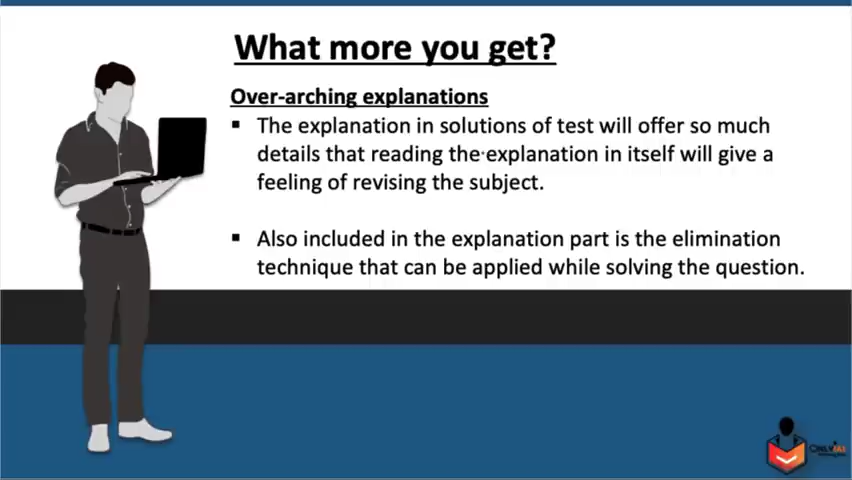 What more you get?
Over-arching explanations
▪ The explanation in solutions of test will offer so much
details that reading the explanation in itself will give a
feeling of revising the subject.
▪ Also included in the explanation part is the elimination
technique that can be applied while solving the question.
ONLYIAS